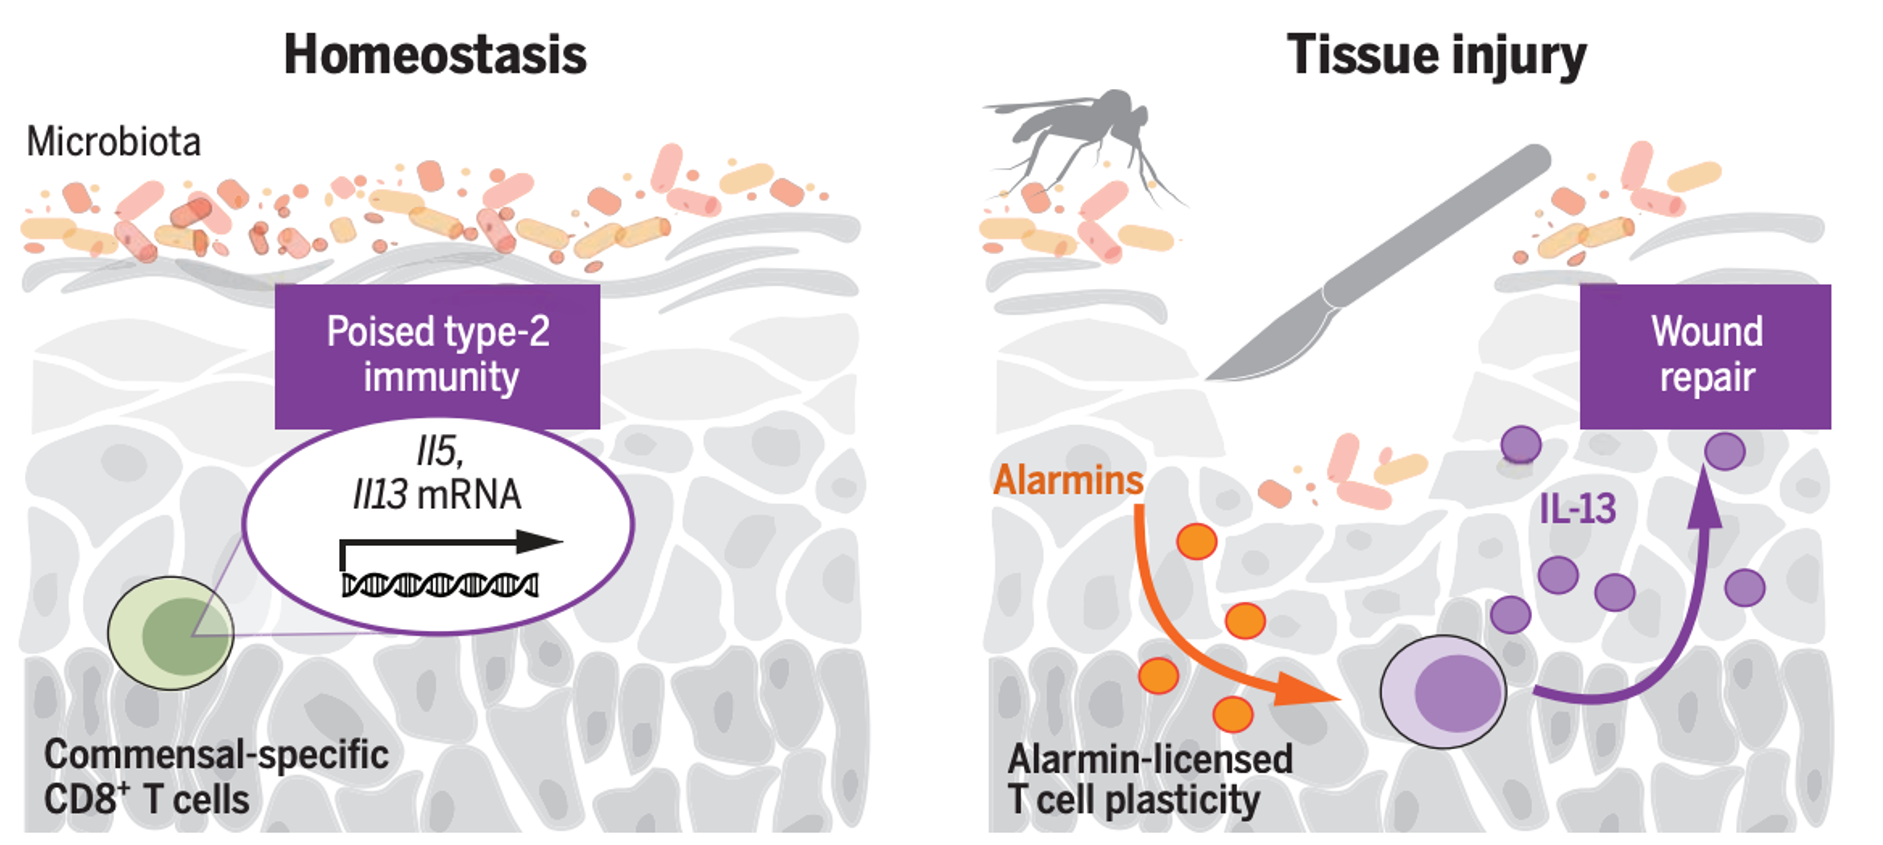 Homeostasis
Microbiota
Poised type-2
immunity
Il5,
Il13 mRNA
Commensal-specific
CD8⁺ T cells
Tissue injury
Wound
repair
Alarmins
IL-13
Alarmin-licensed
T cell plasticity